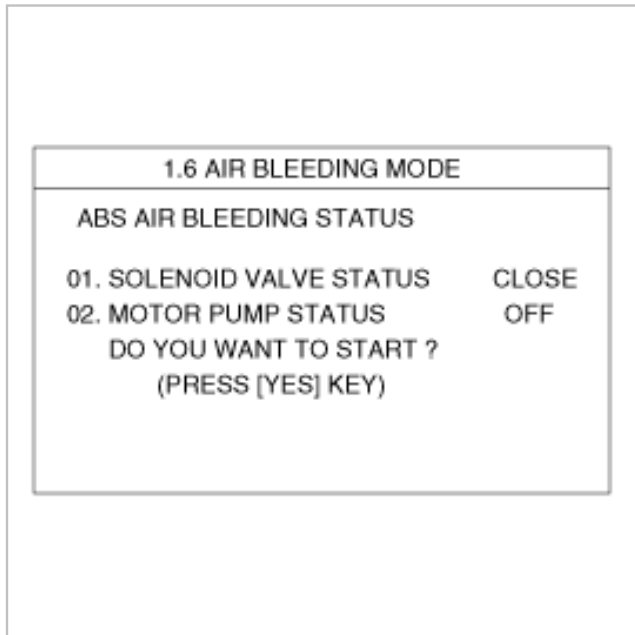 1.6 AIR BLEEDING MODE
ABS AIR BLEEDING STATUS
01. SOLENOID VALVE STATUS CLOSE
02. MOTOR PUMP STATUS OFF
DO YOU WANT TO START ?
(PRESS [YES] KEY)